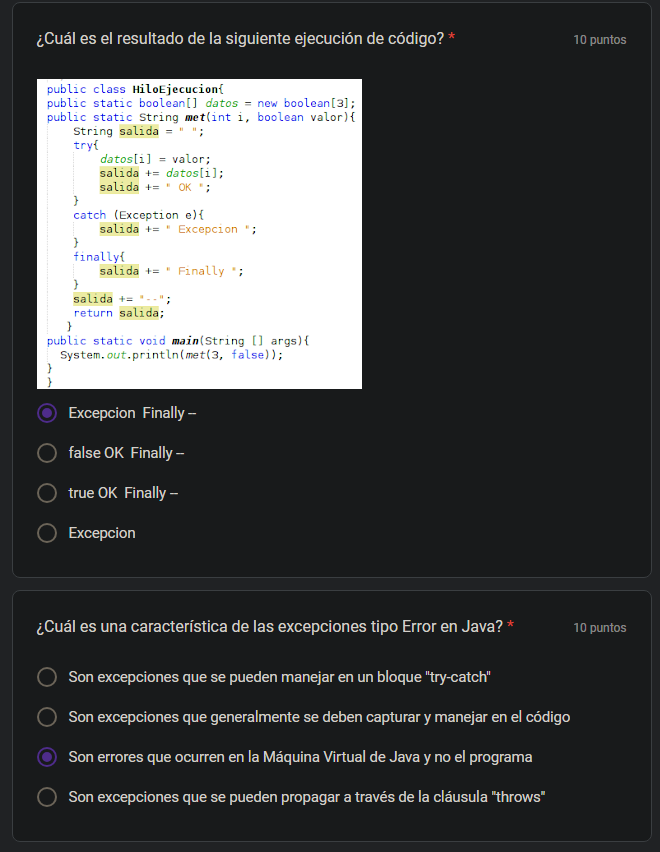 ¿Cuál es el resultado de la siguiente ejecución de código? *
10 puntos
public class HiloEjecucion{
public static boolean[] datos = new boolean[3];
public static String met(int i, boolean valor){
String salida = " ";
try{
datos[i] = valor;
salida += datos[i];
salida += " OK ";
}
catch (Exception e){
salida += " Excepcion ";
}
finally{
salida += " Finally ";
}
salida += "--";
return salida;
}
public static void main(String [] args){
System.out.println(met(3, false));
}
}
Excepcion Finally --
false OK Finally --
true OK Finally --
Excepcion
¿Cuál es una característica de las excepciones tipo Error en Java? *
10 puntos
Son excepciones que se pueden manejar en un bloque "try-catch"
Son excepciones que generalmente se deben capturar y manejar en el código
Son errores que ocurren en la Máquina Virtual de Java y no el programa
Son excepciones que se pueden propagar a través de la cláusula "throws"